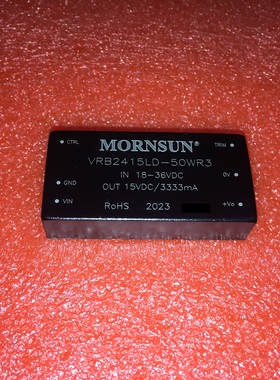 MORNSUN®
CTRL
TRIM
VRB2415LD-50WR3
IN 18-36VDC
GND
0V
OUT 15VDC/3333mA
VIN
+Vo
RoHS 2023